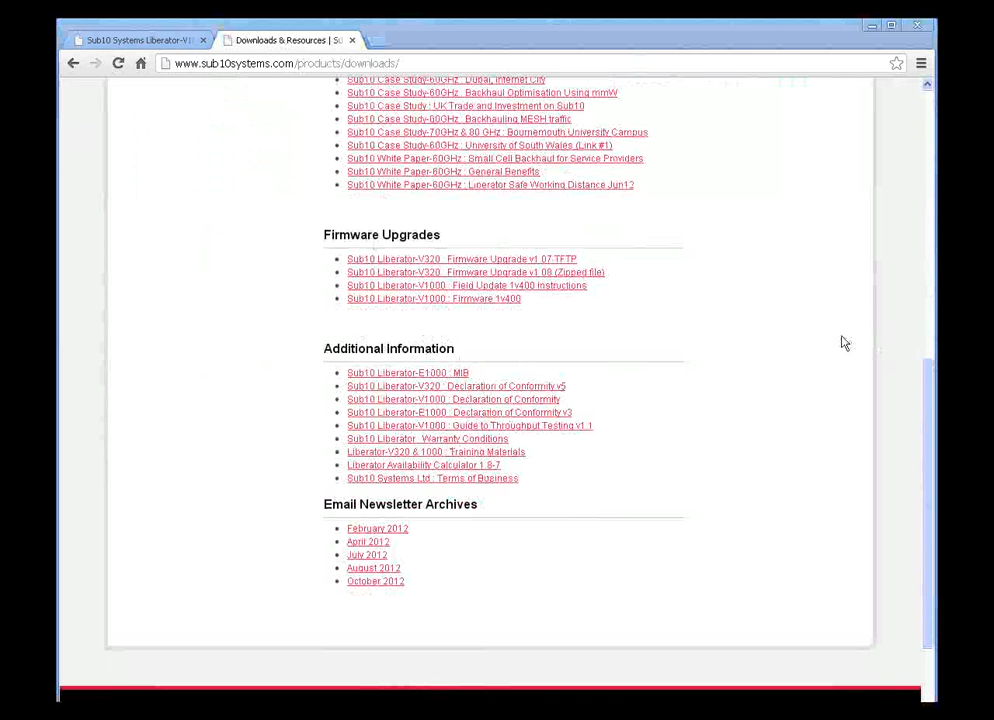 Sub10 Systems Liberator-V1
Downloads & Resources | Su
www.sub10systems.com/products/downloads/
Sub10 Case Study-60GHz : Dubai, Internet City
Sub10 Case Study-60GHz : Backhaul Optimisation Using mmW
Sub10 Case Study : UK Trade and Investment on Sub10
Sub10 Case Study-60GHz : Backhauling MESH traffic
Sub10 Case Study-70GHz & 80 GHz : Bournemouth University Campus
Sub10 Case Study-60GHz : University of South Wales (Link #1)
Sub10 White Paper-60GHz : Small Cell Backhaul for Service Providers
Sub10 White Paper-60GHz : General Benefits
Sub10 White Paper-60GHz : Liberator Safe Working Distance Jun12
Firmware Upgrades
Sub10 Liberator-V320 : Firmware Upgrade v1.07-TFTP
Sub10 Liberator-V320 : Firmware Upgrade v1.08 (Zipped file)
Sub10 Liberator-V1000 : Field Update 1v400 Instructions
Sub10 Liberator-V1000 : Firmware 1v400
Additional Information
Sub10 Liberator-E1000 : MIB
Sub10 Liberator-V320 : Declaration of Conformity v5
Sub10 Liberator-V1000 : Declaration of Conformity
Sub10 Liberator-E1000 : Declaration of Conformity v3
Sub10 Liberator-V1000 : Guide to Throughput Testing v1.1
Sub10 Liberator : Warranty Conditions
Liberator-V320 & 1000 : Training Materials
Liberator Availability Calculator 1.8-7
Sub10 Systems Ltd : Terms of Business
Email Newsletter Archives
February 2012
April 2012
July 2012
August 2012
October 2012